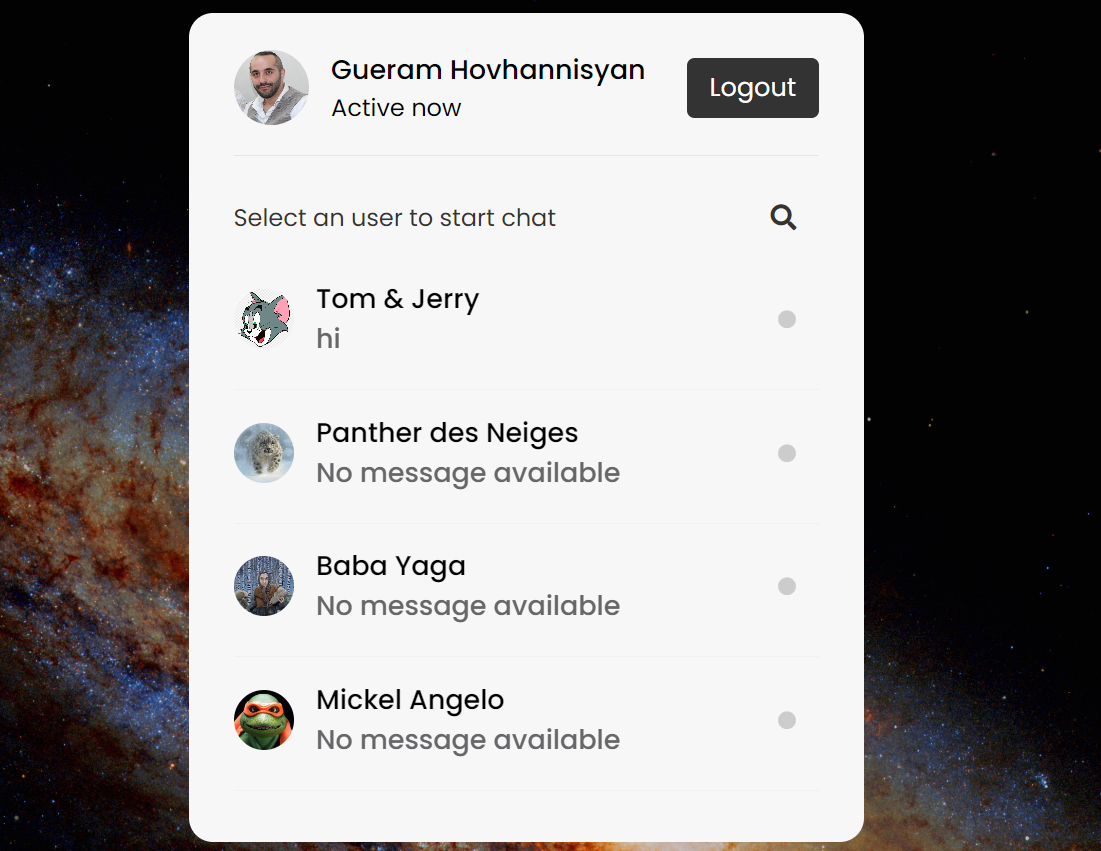 Gueram Hovhannisyan
Active now
Logout
Select an user to start chat
Tom & Jerry
hi
Panther des Neiges
No message available
Baba Yaga
No message available
Mickel Angelo
No message available